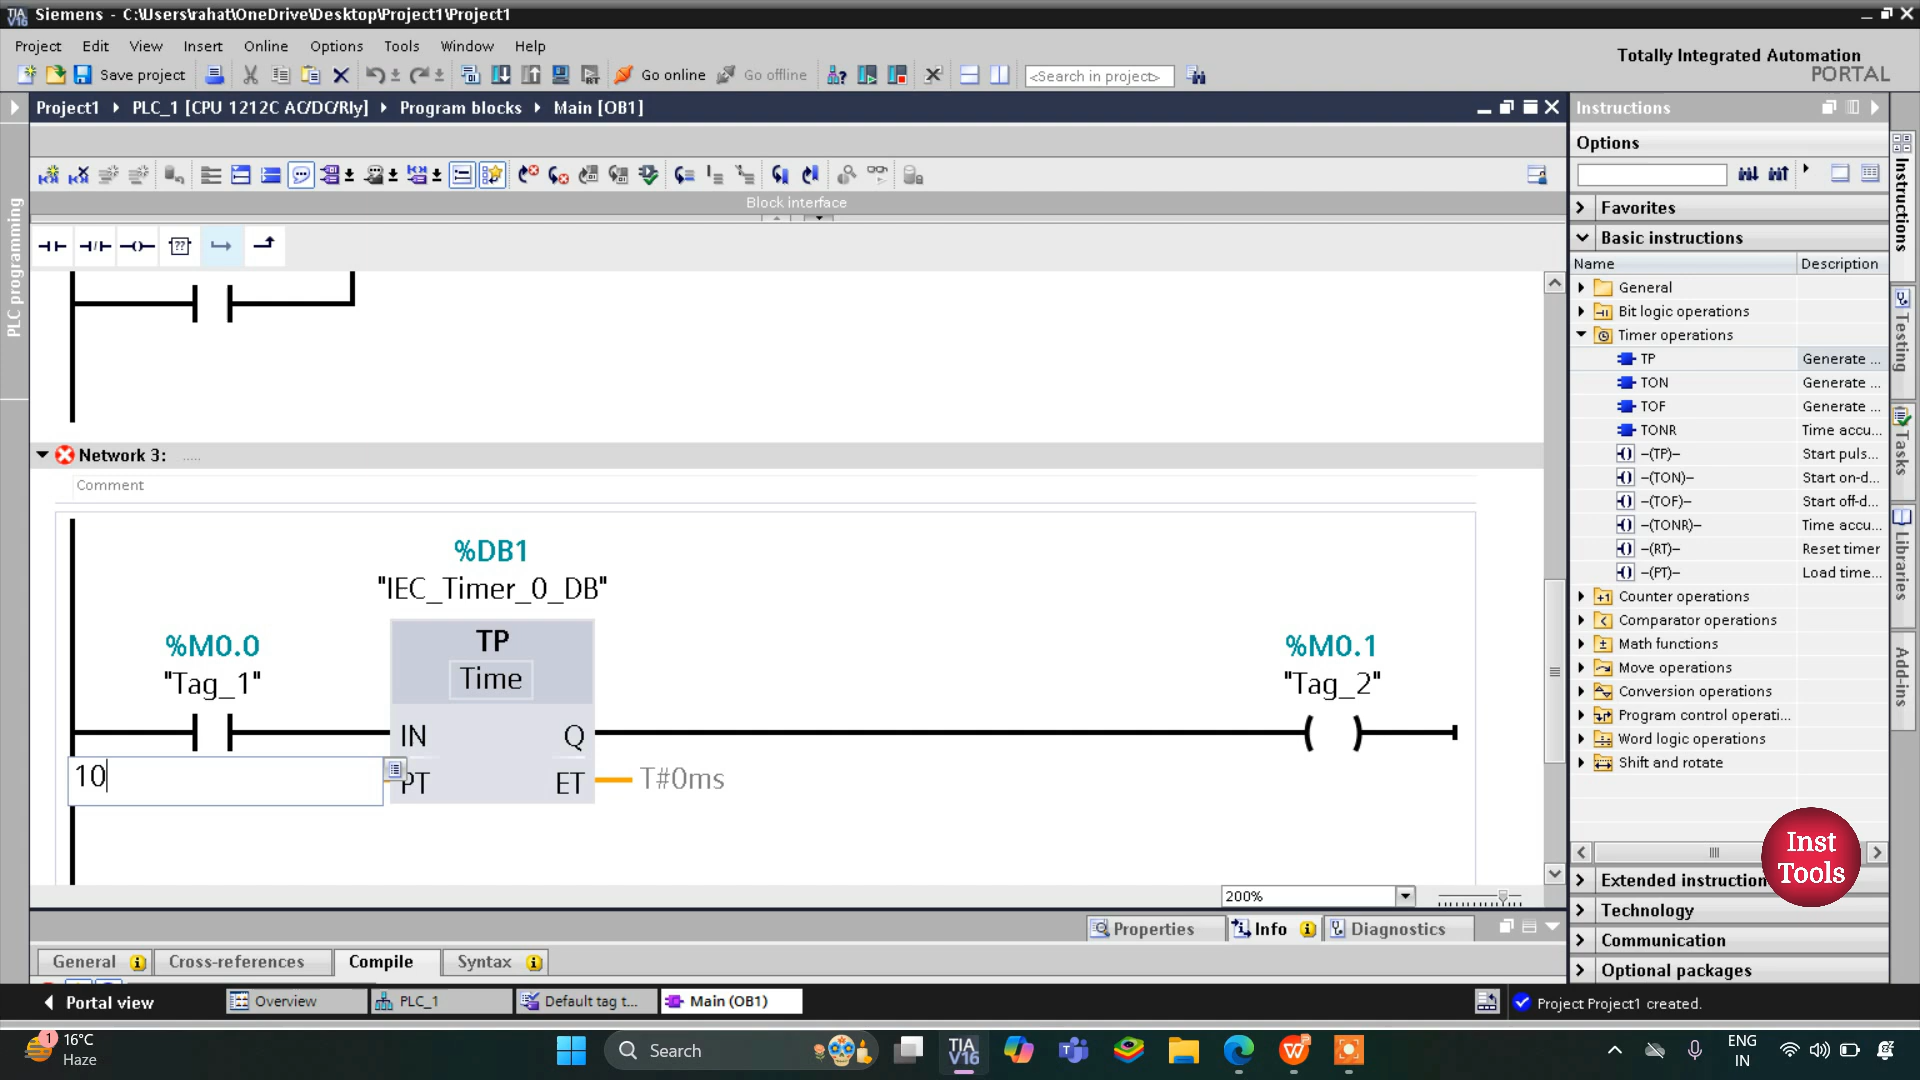 TIA V16 Siemens - C:\Users\rahat\OneDrive\Desktop\Project1\Project1
Project Edit View Insert Online Options Tools Window Help
Totally Integrated Automation
PORTAL
Save project Go online Go offline <Search in project>
Project1 PLC_1 [CPU 1212C AC/DC/Rly] Program blocks Main [OB1]
Instructions
Options
Block interface
??
Favorites
Basic instructions
Name Description
General
Bit logic operations
Timer operations
TP Generate ...
TON Generate ...
TOF Generate ...
TONR Time accu...
–(TP)– Start puls...
–(TON)– Start on-d...
–(TOF)– Start off-d...
–(TONR)– Time accu...
–(RT)– Reset timer
–(PT)– Load time...
Counter operations
Comparator operations
Math functions
Move operations
Conversion operations
Program control operati...
Word logic operations
Shift and rotate
Extended instruction
Technology
Communication
Optional packages
Inst
Tools
PLC programming
Instructions
Testing
Tasks
Libraries
Add-ins
Network 3: .....
Comment
%DB1
"IEC_Timer_0_DB"
%M0.0
"Tag_1"
TP
Time
%M0.1
"Tag_2"
IN Q
10
PT ET T#0ms
200%
Properties Info Diagnostics
General Cross-references Compile Syntax
Portal view Overview PLC_1 Default tag t... Main (OB1)
Project Project1 created.
1
16°C
Haze
Search
TIA V16
ENG
IN